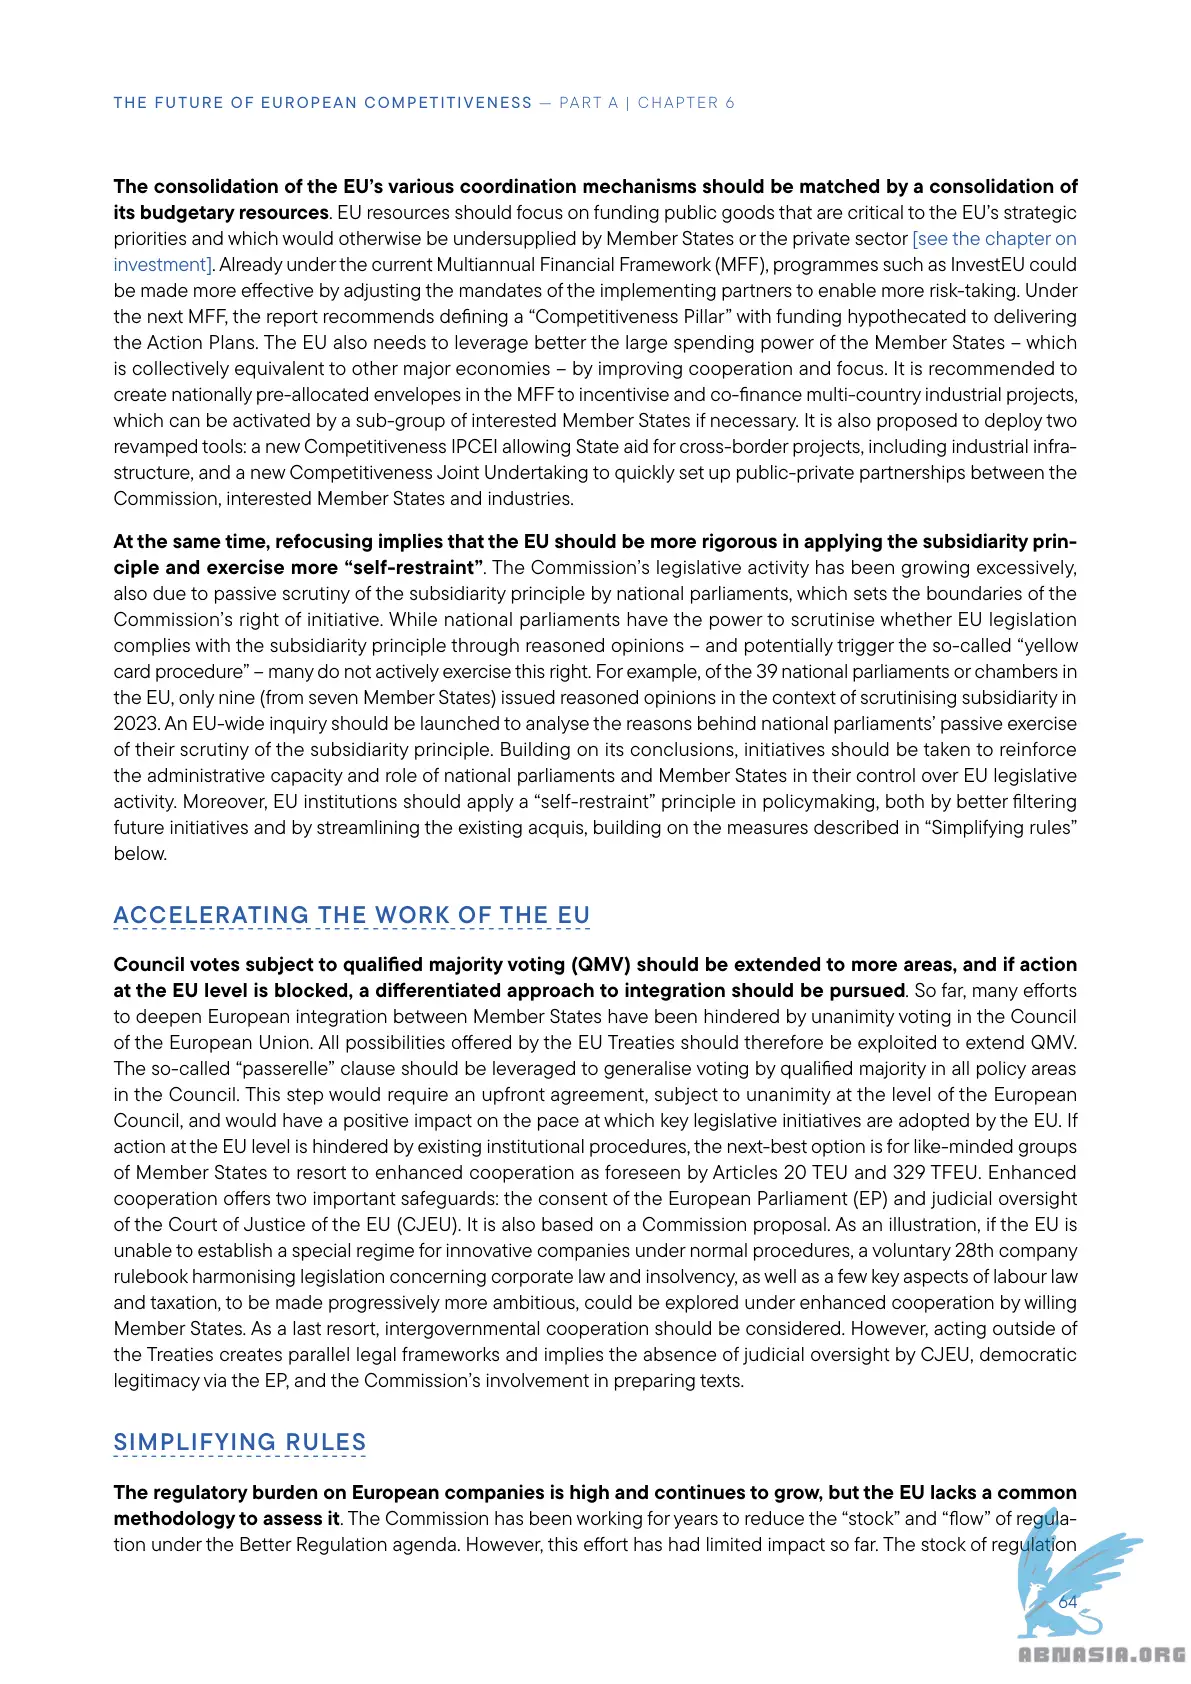 THE FUTURE OF EUROPEAN COMPETITIVENESS — PART A | CHAPTER 6
The consolidation of the EU’s various coordination mechanisms should be matched by a consolidation of
its budgetary resources. EU resources should focus on funding public goods that are critical to the EU’s strategic
priorities and which would otherwise be undersupplied by Member States or the private sector [see the chapter on
investment]. Already under the current Multiannual Financial Framework (MFF), programmes such as InvestEU could
be made more effective by adjusting the mandates of the implementing partners to enable more risk-taking. Under
the next MFF, the report recommends defining a “Competitiveness Pillar” with funding hypothecated to delivering
the Action Plans. The EU also needs to leverage better the large spending power of the Member States – which
is collectively equivalent to other major economies – by improving cooperation and focus. It is recommended to
create nationally pre-allocated envelopes in the MFF to incentivise and co-finance multi-country industrial projects,
which can be activated by a sub-group of interested Member States if necessary. It is also proposed to deploy two
revamped tools: a new Competitiveness IPCEI allowing State aid for cross-border projects, including industrial infra-
structure, and a new Competitiveness Joint Undertaking to quickly set up public-private partnerships between the
Commission, interested Member States and industries.
At the same time, refocusing implies that the EU should be more rigorous in applying the subsidiarity prin-
ciple and exercise more “self-restraint”. The Commission’s legislative activity has been growing excessively,
also due to passive scrutiny of the subsidiarity principle by national parliaments, which sets the boundaries of the
Commission’s right of initiative. While national parliaments have the power to scrutinise whether EU legislation
complies with the subsidiarity principle through reasoned opinions – and potentially trigger the so-called “yellow
card procedure” – many do not actively exercise this right. For example, of the 39 national parliaments or chambers in
the EU, only nine (from seven Member States) issued reasoned opinions in the context of scrutinising subsidiarity in
2023. An EU-wide inquiry should be launched to analyse the reasons behind national parliaments’ passive exercise
of their scrutiny of the subsidiarity principle. Building on its conclusions, initiatives should be taken to reinforce
the administrative capacity and role of national parliaments and Member States in their control over EU legislative
activity. Moreover, EU institutions should apply a “self-restraint” principle in policymaking, both by better filtering
future initiatives and by streamlining the existing acquis, building on the measures described in “Simplifying rules”
below.
ACCELERATING THE WORK OF THE EU
Council votes subject to qualified majority voting (QMV) should be extended to more areas, and if action
at the EU level is blocked, a differentiated approach to integration should be pursued. So far, many efforts
to deepen European integration between Member States have been hindered by unanimity voting in the Council
of the European Union. All possibilities offered by the EU Treaties should therefore be exploited to extend QMV.
The so-called “passerelle” clause should be leveraged to generalise voting by qualified majority in all policy areas
in the Council. This step would require an upfront agreement, subject to unanimity at the level of the European
Council, and would have a positive impact on the pace at which key legislative initiatives are adopted by the EU. If
action at the EU level is hindered by existing institutional procedures, the next-best option is for like-minded groups
of Member States to resort to enhanced cooperation as foreseen by Articles 20 TEU and 329 TFEU. Enhanced
cooperation offers two important safeguards: the consent of the European Parliament (EP) and judicial oversight
of the Court of Justice of the EU (CJEU). It is also based on a Commission proposal. As an illustration, if the EU is
unable to establish a special regime for innovative companies under normal procedures, a voluntary 28th company
rulebook harmonising legislation concerning corporate law and insolvency, as well as a few key aspects of labour law
and taxation, to be made progressively more ambitious, could be explored under enhanced cooperation by willing
Member States. As a last resort, intergovernmental cooperation should be considered. However, acting outside of
the Treaties creates parallel legal frameworks and implies the absence of judicial oversight by CJEU, democratic
legitimacy via the EP, and the Commission’s involvement in preparing texts.
SIMPLIFYING RULES
The regulatory burden on European companies is high and continues to grow, but the EU lacks a common
methodology to assess it. The Commission has been working for years to reduce the “stock” and “flow” of regula-
tion under the Better Regulation agenda. However, this effort has had limited impact so far. The stock of regulation
64
ABNASIA.ORG